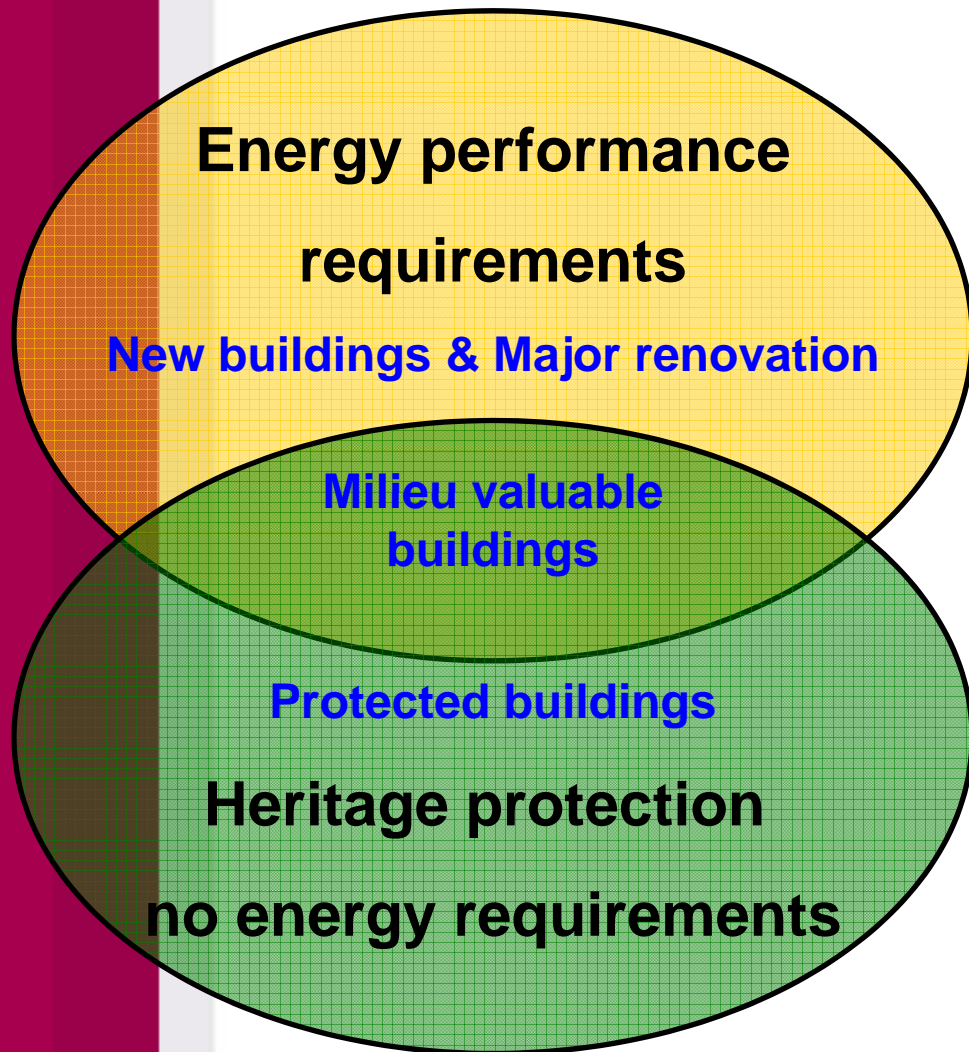 Energy performance
requirements
New buildings & Major renovation
Milieu valuable
buildings
Protected buildings
Heritage protection
no energy requirements